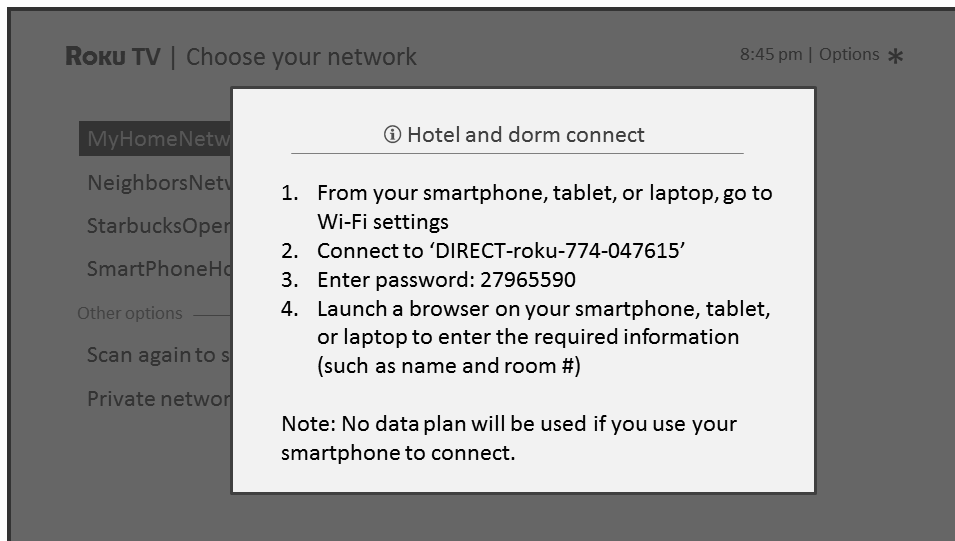 ROKU TV | Choose your network
8:45 pm | Options ✱
MyHomeNetw
NeighborsNetw
StarbucksOper
SmartPhoneHo
Other options
Scan again to s
Private networ
ⓘ Hotel and dorm connect
1. From your smartphone, tablet, or laptop, go to
Wi-Fi settings
2. Connect to ‘DIRECT-roku-774-047615’
3. Enter password: 27965590
4. Launch a browser on your smartphone, tablet,
or laptop to enter the required information
(such as name and room #)
Note: No data plan will be used if you use your
smartphone to connect.